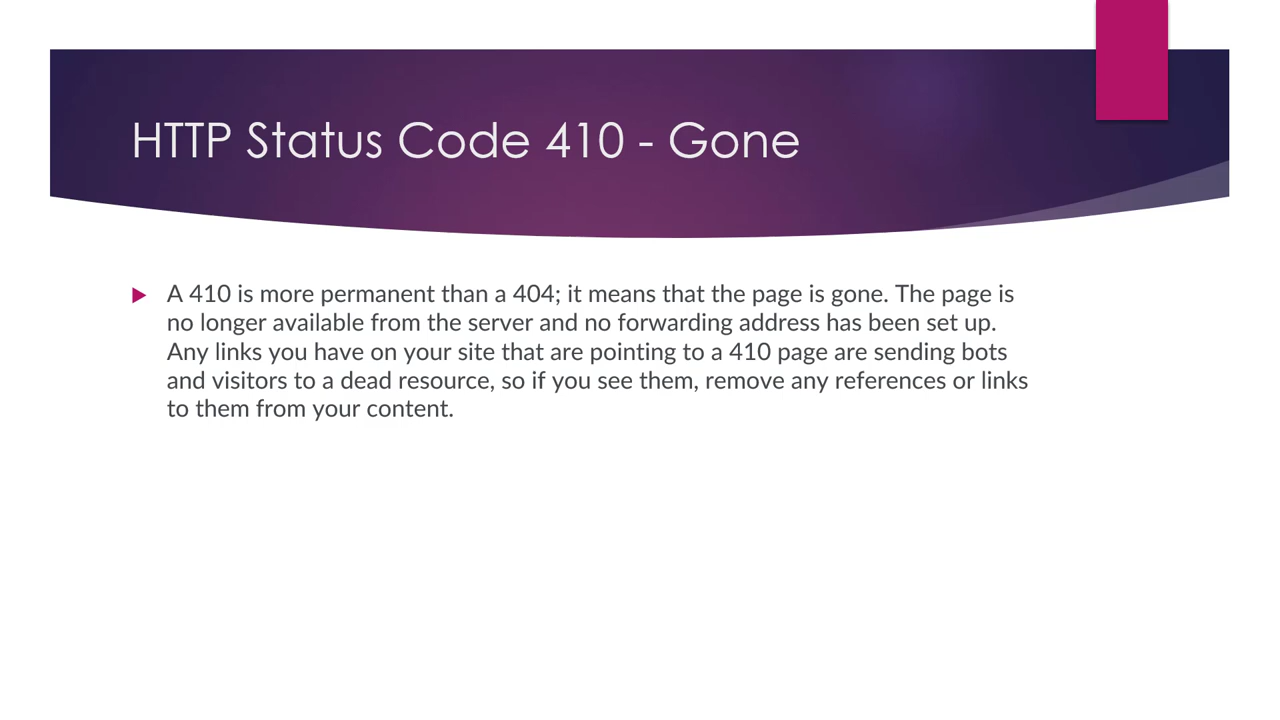 HTTP Status Code 410 - Gone
A 410 is more permanent than a 404; it means that the page is gone. The page is
no longer available from the server and no forwarding address has been set up.
Any links you have on your site that are pointing to a 410 page are sending bots
and visitors to a dead resource, so if you see them, remove any references or links
to them from your content.